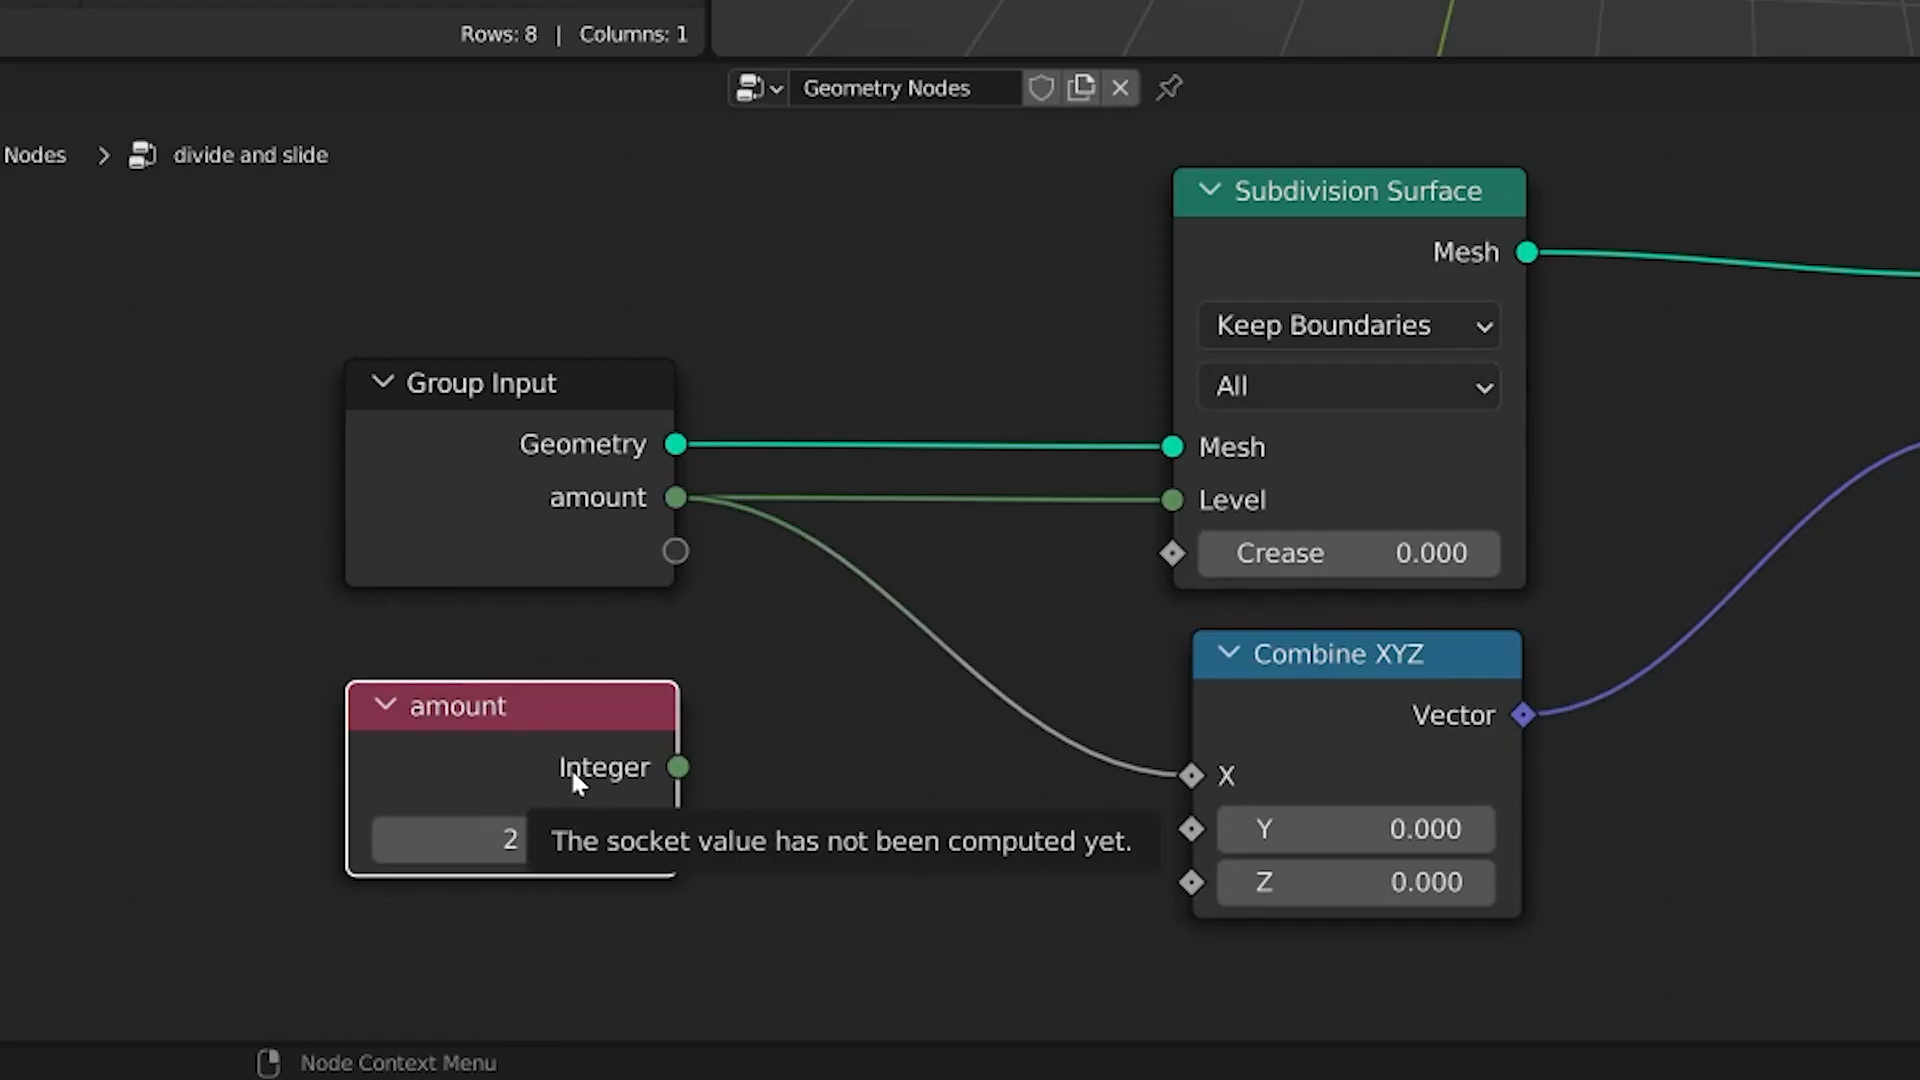 Rows: 8 | Columns: 1
Geometry Nodes
Nodes > divide and slide
Subdivision Surface
Mesh
Keep Boundaries
All
Mesh
Level
Crease 0.000
Group Input
Geometry
amount
Combine XYZ
Vector
X
Y 0.000
Z 0.000
amount
Integer
2
The socket value has not been computed yet.
Node Context Menu